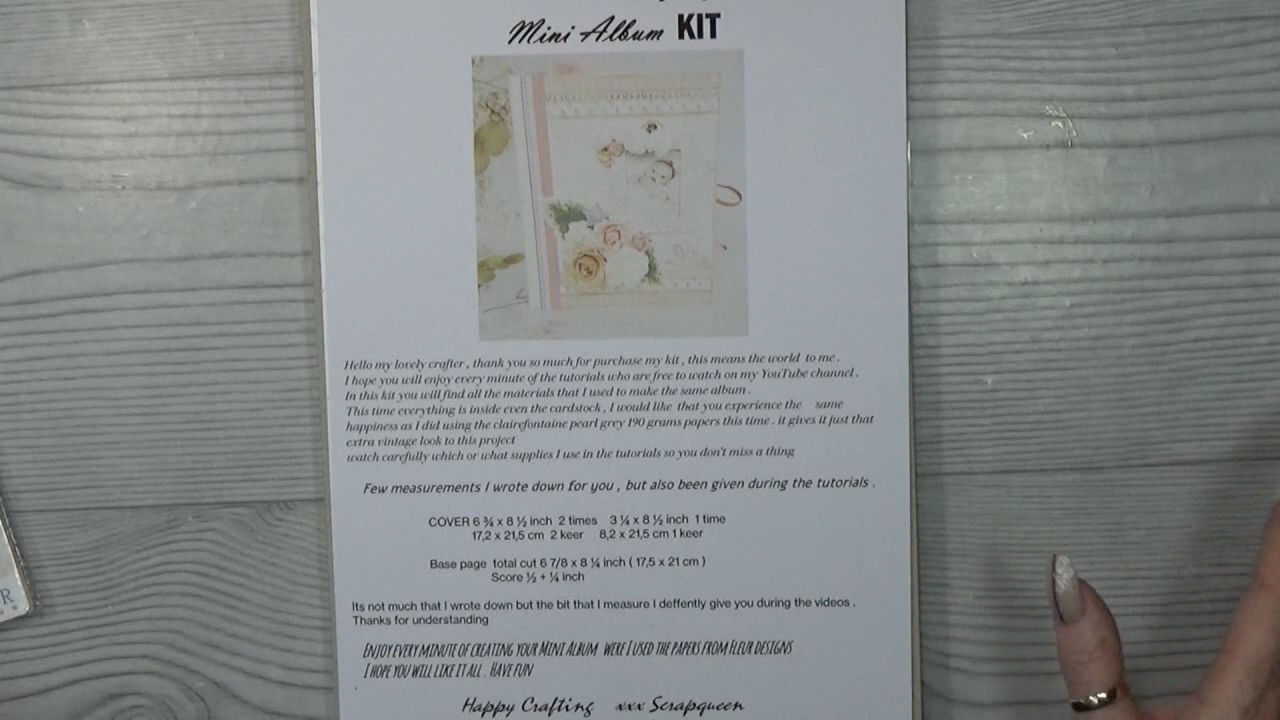 Mini Album KIT
Hello my lovely crafter , thank you so much for purchase my kit , this means the world to me .
I hope you will enjoy every minute of the tutorials who are free to watch on my YouTube channel .
In this kit you will find all the materials that I used to make the same album .
This time everything is inside even the cardstock , I would like that you experience the same
happiness as I did using the clairefontaine pearl grey 190 grams papers this time . it gives it just that
extra vintage look to this project
watch carefully which or what supplies I use in the tutorials so you don't miss a thing
Few measurements I wrote down for you , but also been given during the tutorials .
COVER 6 ¾ x 8 ½ inch 2 times 3 ¼ x 8 ½ inch 1 time
17,2 x 21,5 cm 2 keer 8,2 x 21,5 cm 1 keer
Base page total cut 6 7/8 x 8 ¼ inch ( 17,5 x 21 cm )
Score ½ + ¼ inch
Its not much that I wrote down but the bit that I measure I deffently give you during the videos .
Thanks for understanding
Enjoy every minute of creating your Mini Album were I used the papers from Fleur designs
I hope you will like it all . Have fun
Happy Crafting xxx Scrapqueen
R